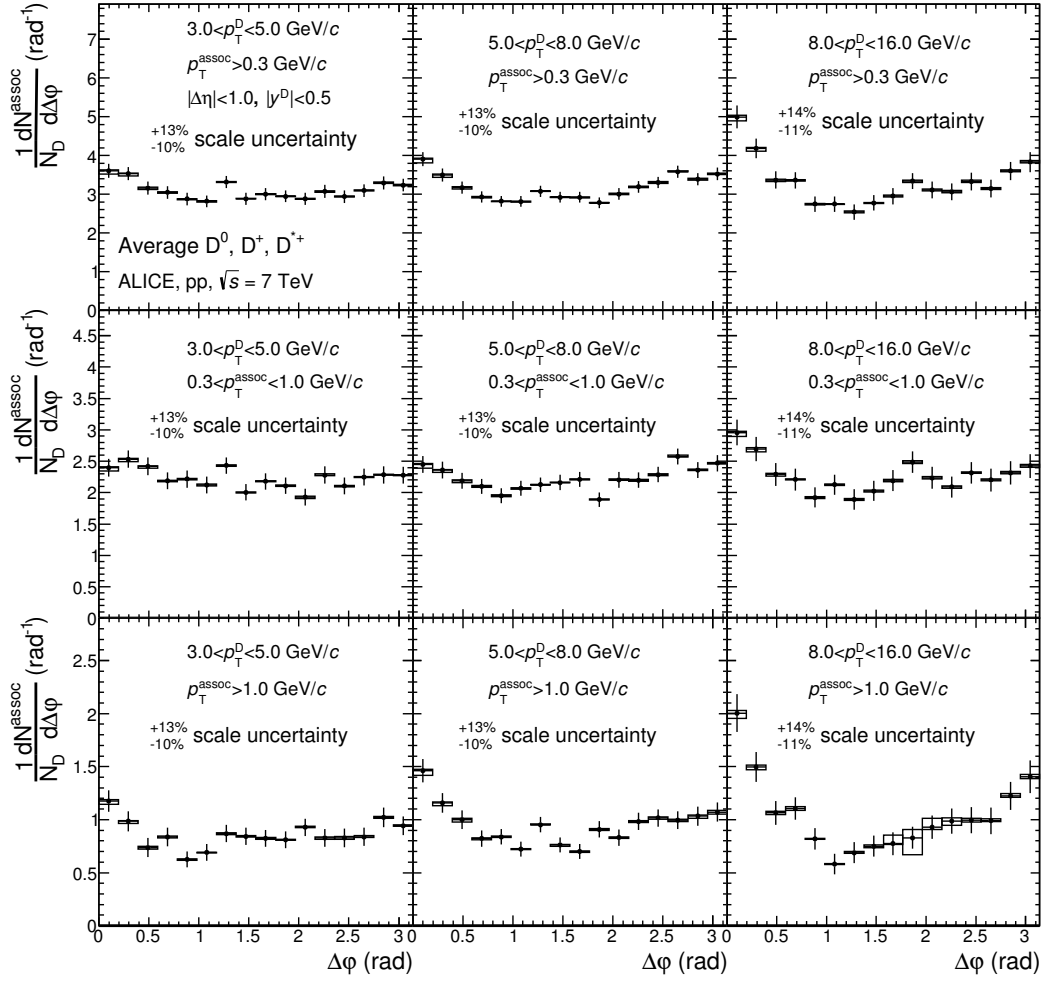 1 dN^assoc / N_D dΔφ (rad⁻¹)
7
6
5
4
3
2
1
0
3.0<p_T^D<5.0 GeV/c
p_T^assoc>0.3 GeV/c
|Δη|<1.0, |y^D|<0.5
+13%
-10% scale uncertainty
Average D⁰, D⁺, D*⁺
ALICE, pp, √s = 7 TeV
5.0<p_T^D<8.0 GeV/c
p_T^assoc>0.3 GeV/c
+13%
-10% scale uncertainty
8.0<p_T^D<16.0 GeV/c
p_T^assoc>0.3 GeV/c
+14%
-11% scale uncertainty
1 dN^assoc / N_D dΔφ (rad⁻¹)
4.5
4
3.5
3
2.5
2
1.5
1
0.5
0
3.0<p_T^D<5.0 GeV/c
0.3<p_T^assoc<1.0 GeV/c
+13%
-10% scale uncertainty
5.0<p_T^D<8.0 GeV/c
0.3<p_T^assoc<1.0 GeV/c
+13%
-10% scale uncertainty
8.0<p_T^D<16.0 GeV/c
0.3<p_T^assoc<1.0 GeV/c
+14%
-11% scale uncertainty
1 dN^assoc / N_D dΔφ (rad⁻¹)
2.5
2
1.5
1
0.5
0
3.0<p_T^D<5.0 GeV/c
p_T^assoc>1.0 GeV/c
+13%
-10% scale uncertainty
5.0<p_T^D<8.0 GeV/c
p_T^assoc>1.0 GeV/c
+13%
-10% scale uncertainty
8.0<p_T^D<16.0 GeV/c
p_T^assoc>1.0 GeV/c
+14%
-11% scale uncertainty
0 0.5 1 1.5 2 2.5 3 0 0.5 1 1.5 2 2.5 3 0 0.5 1 1.5 2 2.5 3
Δφ (rad) Δφ (rad) Δφ (rad)